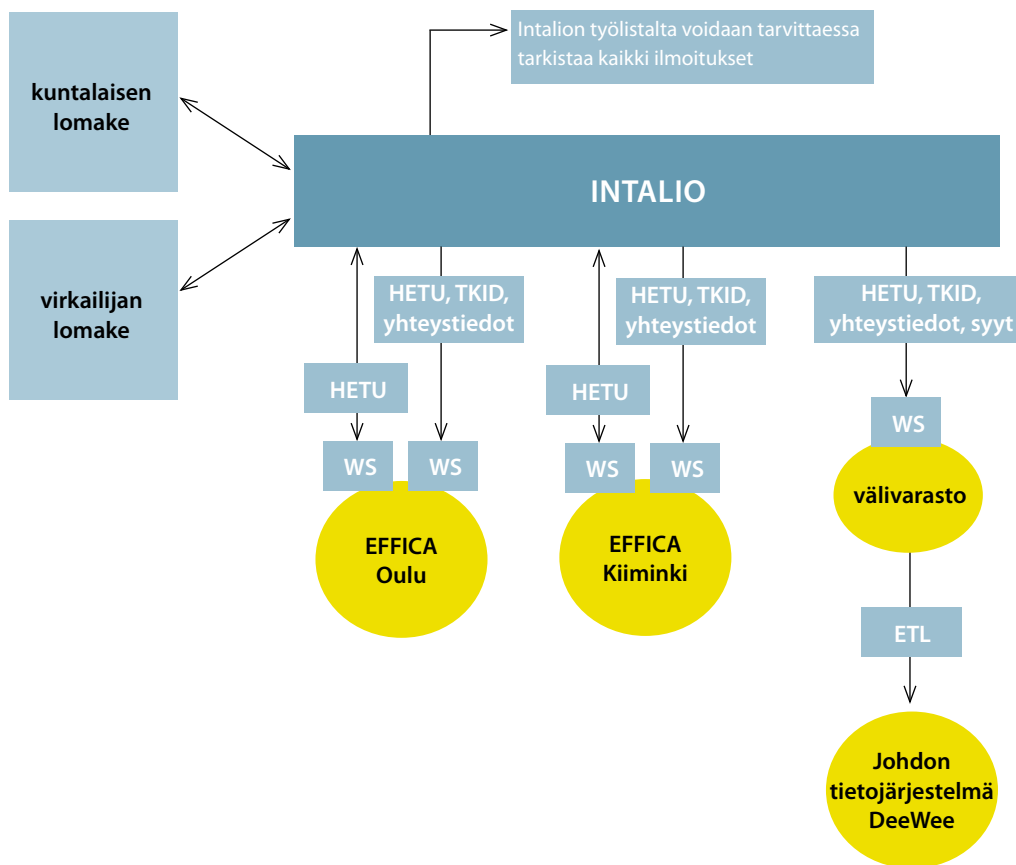 Intalion työlistalta voidaan tarvittaessa
tarkistaa kaikki ilmoitukset
kuntalaisen
lomake
INTALIO
virkailijan
lomake
HETU, TKID,
yhteystiedot
HETU, TKID,
yhteystiedot
HETU, TKID,
yhteystiedot, syyt
HETU
HETU
WS
WS
WS
WS
WS
EFFICA
Oulu
EFFICA
Kiiminki
välivarasto
ETL
Johdon
tietojärjestelmä
DeeWee